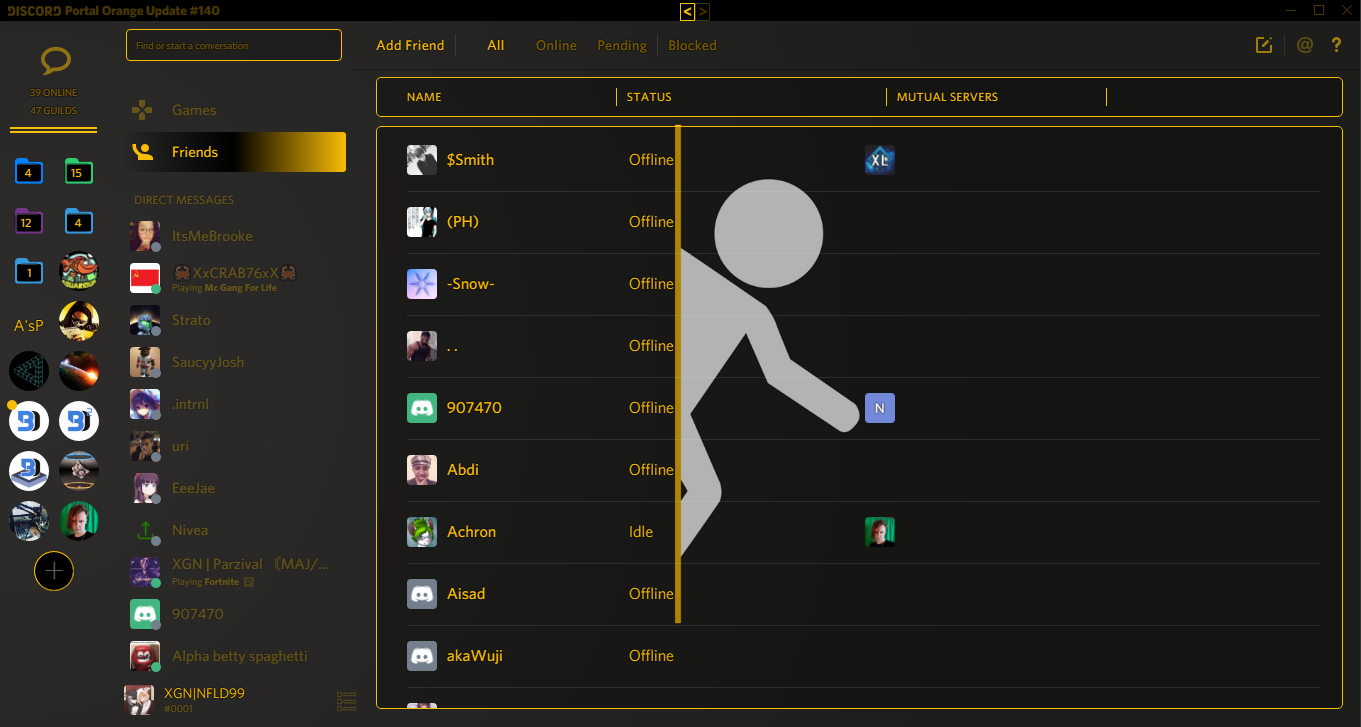 DISCORD Portal Orange Update #140
< >
39 ONLINE
47 GUILDS
4
15
12
4
1
A'sP
Find or start a conversation
Games
Friends
DIRECT MESSAGES
ItsMeBrooke
🦀XxCRAB76xX🦀
Playing Mc Gang For Life
Strato
SaucyyJosh
.intrnl
uri
EeeJae
Nivea
XGN | Parzival 〔MAJ/...
Playing Fortnite
907470
Alpha betty spaghetti
XGN|NFLD99
#0001
Add Friend All Online Pending Blocked @ ?
NAME STATUS MUTUAL SERVERS
$Smith Offline XL
(PH) Offline
-Snow- Offline
. . Offline
907470 Offline N
Abdi Offline
Achron Idle
Aisad Offline
akaWuji Offline